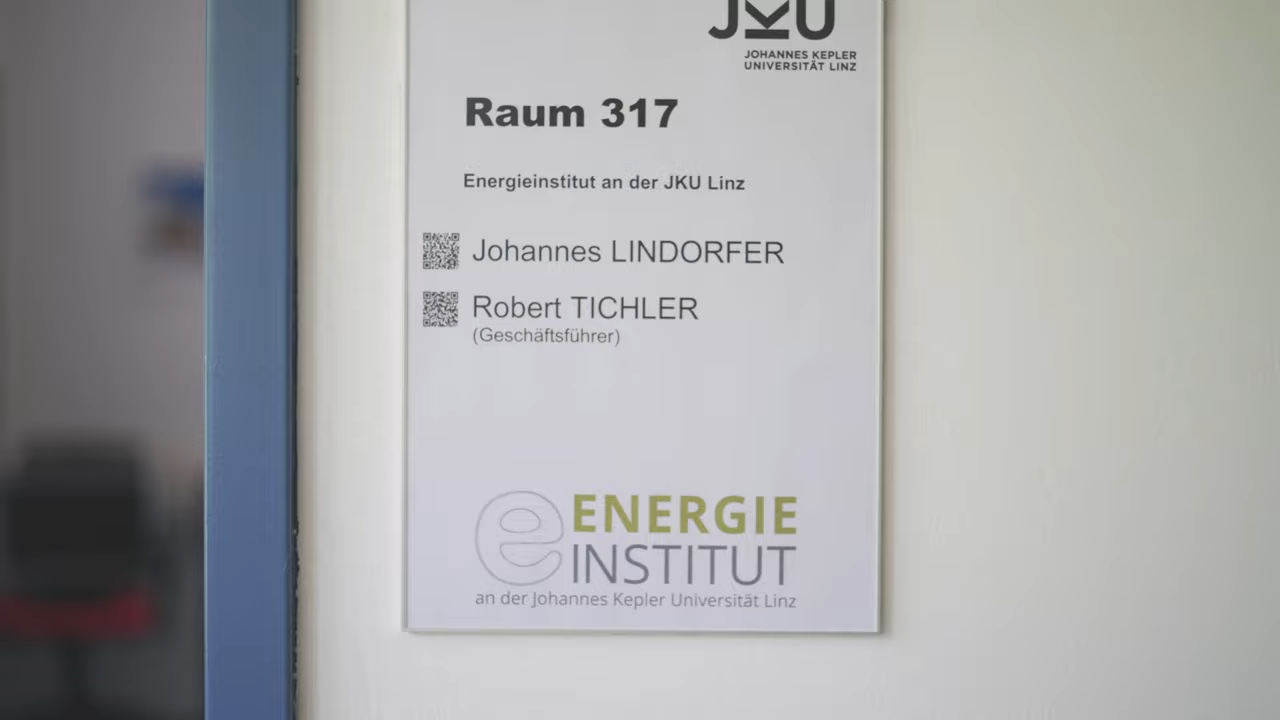 JKU
JOHANNES KEPLER
UNIVERSITÄT LINZ
Raum 317
Energieinstitut an der JKU Linz
Johannes LINDORFER
Robert TICHLER
(Geschäftsführer)
e ENERGIE
INSTITUT
an der Johannes Kepler Universität Linz